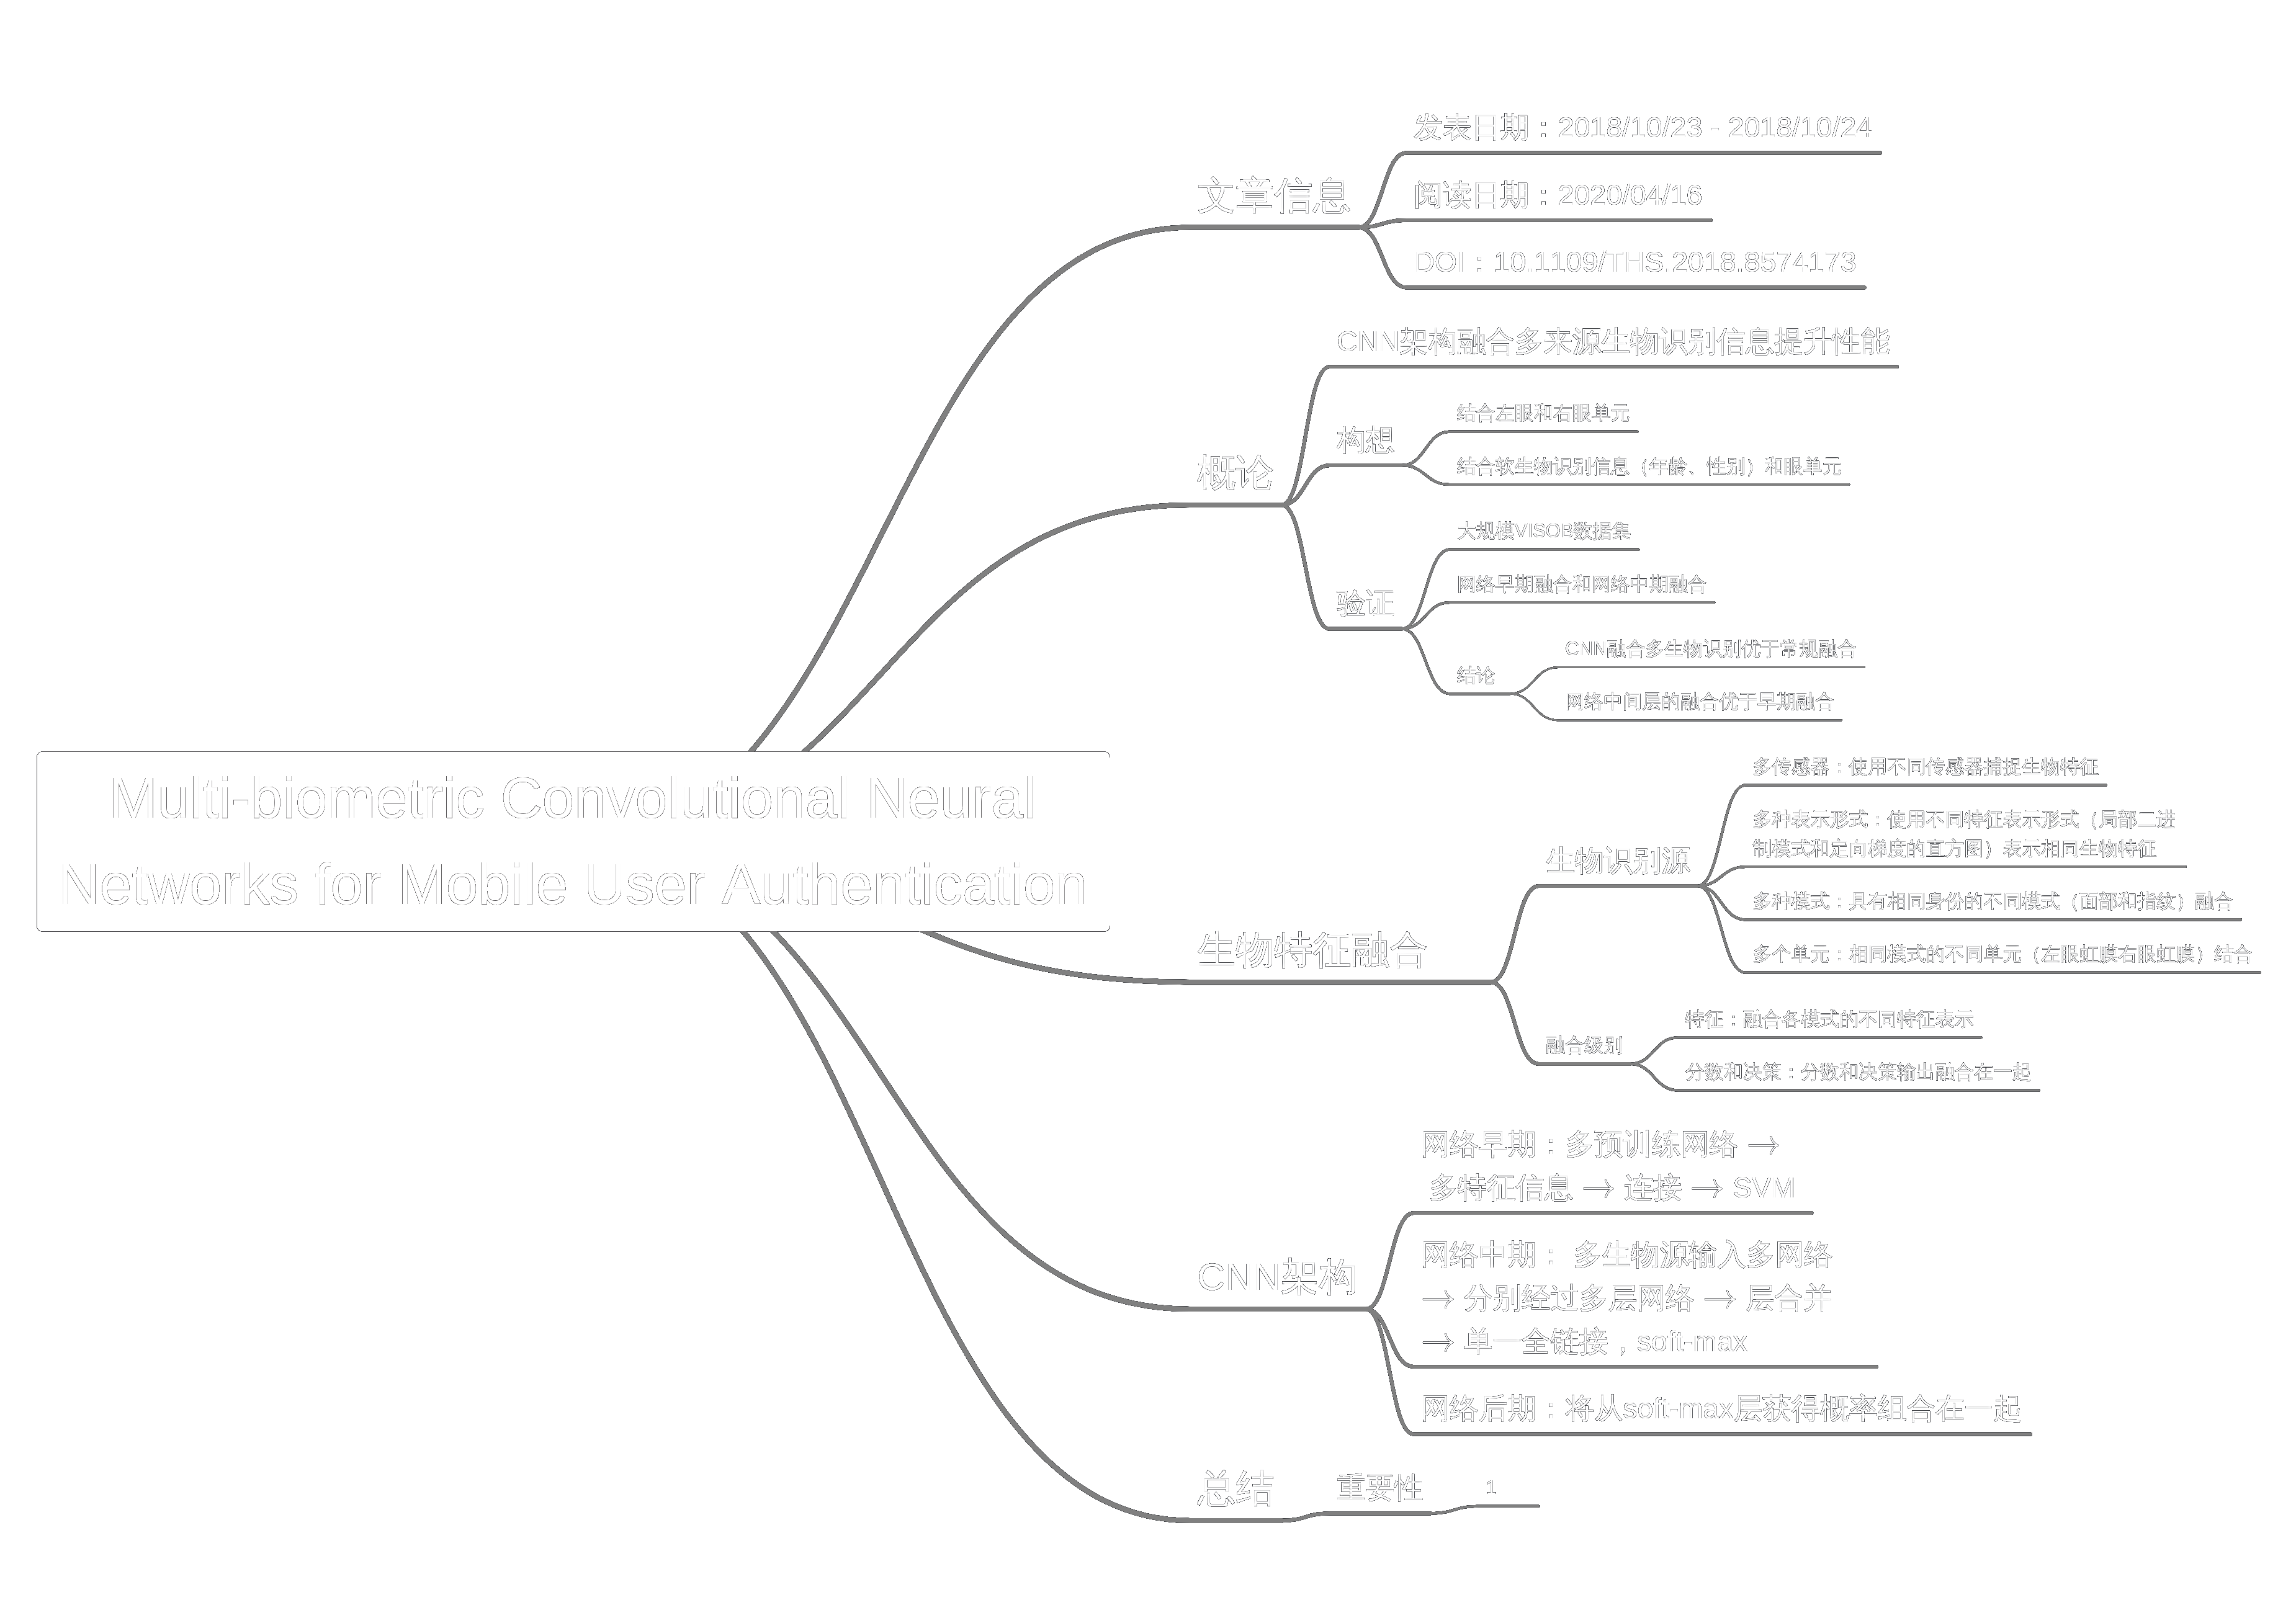 Multi-biometric Convolutional Neural
Networks for Mobile User Authentication
文章信息
发表日期：2018/10/23 - 2018/10/24
阅读日期：2020/04/16
DOI：10.1109/THS.2018.8574173
概论
CNN架构融合多来源生物识别信息提升性能
构想
结合左眼和右眼单元
结合软生物识别信息（年龄、性别）和眼单元
验证
大规模VISOB数据集
网络早期融合和网络中期融合
结论
CNN融合多生物识别优于常规融合
网络中间层的融合优于早期融合
生物特征融合
生物识别源
多传感器：使用不同传感器捕捉生物特征
多种表示形式：使用不同特征表示形式（局部二进
制模式和定向梯度的直方图）表示相同生物特征
多种模式：具有相同身份的不同模式（面部和指纹）融合
多个单元：相同模式的不同单元（左眼虹膜右眼虹膜）结合
融合级别
特征：融合各模式的不同特征表示
分数和决策：分数和决策输出融合在一起
CNN架构
网络早期：多预训练网络 →
多特征信息 → 连接 → SVM
网络中期： 多生物源输入多网络
→ 分别经过多层网络 → 层合并
→ 单一全链接，soft-max
网络后期：将从soft-max层获得概率组合在一起
总结
重要性
1